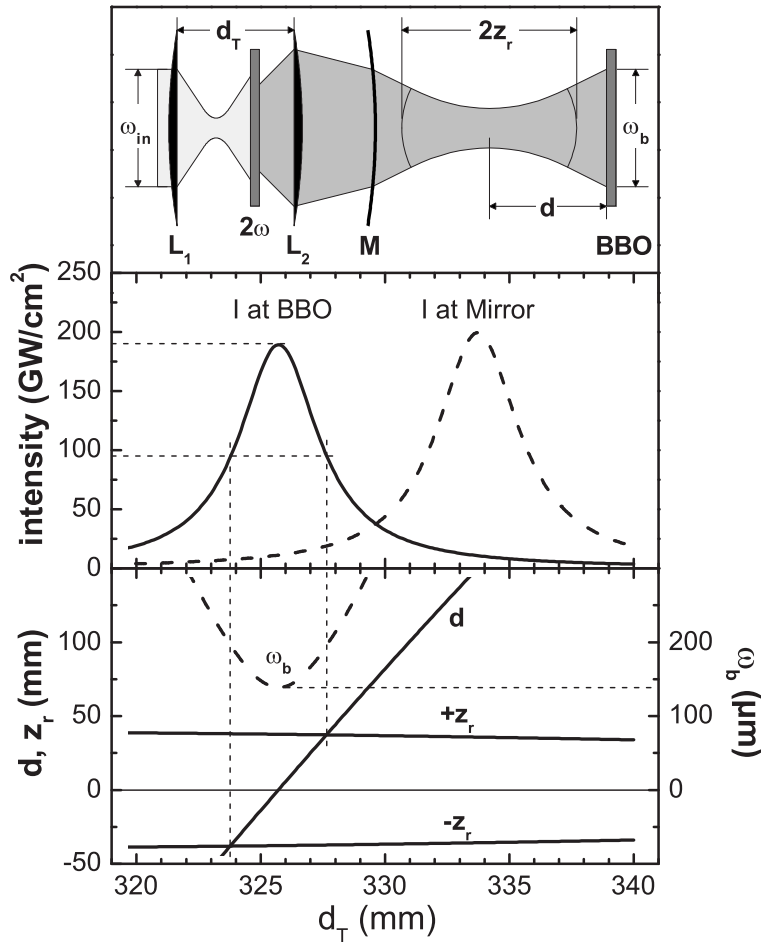 d_T
2z_r
ω_in
ω_b
d
2ω
L_1
L_2
M
BBO
250
200
150
100
50
0
intensity (GW/cm²)
I at BBO
I at Mirror
100
50
0
-50
d, z_r (mm)
ω_b
d
+z_r
-z_r
200
100
0
ω_b (µm)
320
325
330
335
340
d_T (mm)